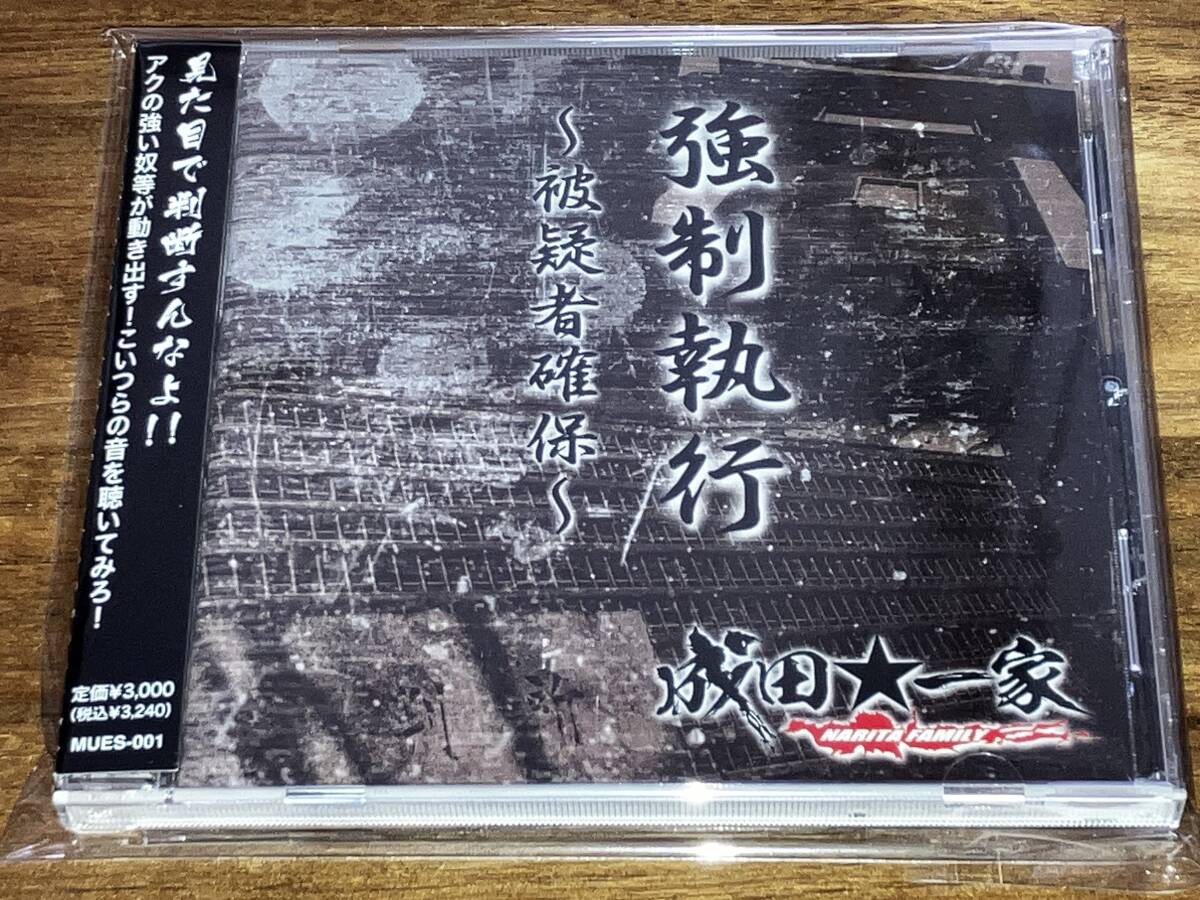 強制執行
～被疑者確保～
成田★一家
NARITA FAMILY
見た目で判断すんなよ!!
アクの強い奴等が動き出す！こいつらの音を聴いてみろ！
定価¥3,000
(税込¥3,240)
MUES-001